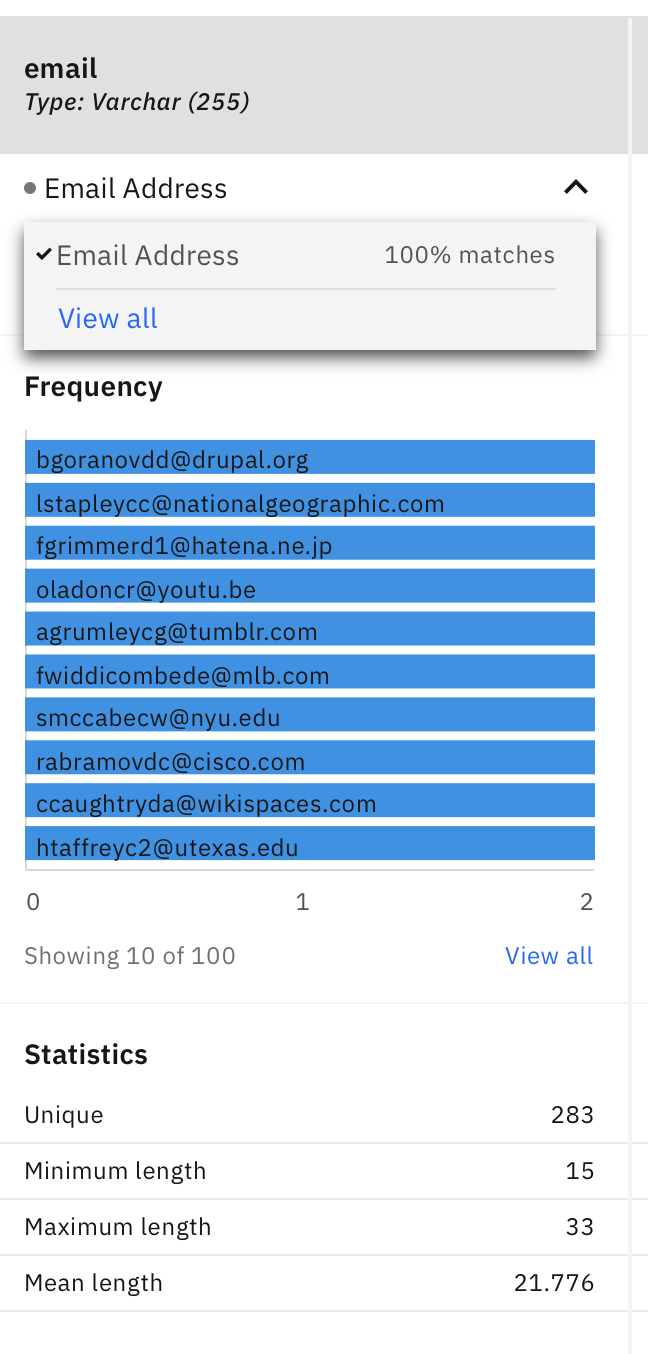 email
Type: Varchar (255)
Email Address
Email Address 100% matches
View all
Frequency
bgoranovdd@drupal.org
lstapleycc@nationalgeographic.com
fgrimmerd1@hatena.ne.jp
oladoncr@youtu.be
agrumleycg@tumblr.com
fwiddicombede@mlb.com
smccabecw@nyu.edu
rabramovdc@cisco.com
ccaughtryda@wikispaces.com
htaffreyc2@utexas.edu
0 1 2
Showing 10 of 100 View all
Statistics
Unique 283
Minimum length 15
Maximum length 33
Mean length 21.776